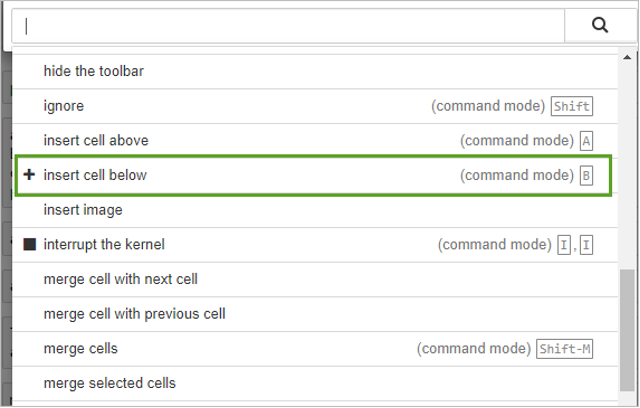 hide the toolbar
ignore (command mode) Shift
insert cell above (command mode) A
insert cell below (command mode) B
insert image
interrupt the kernel (command mode) I , I
merge cell with next cell
merge cell with previous cell
merge cells (command mode) Shift-M
merge selected cells